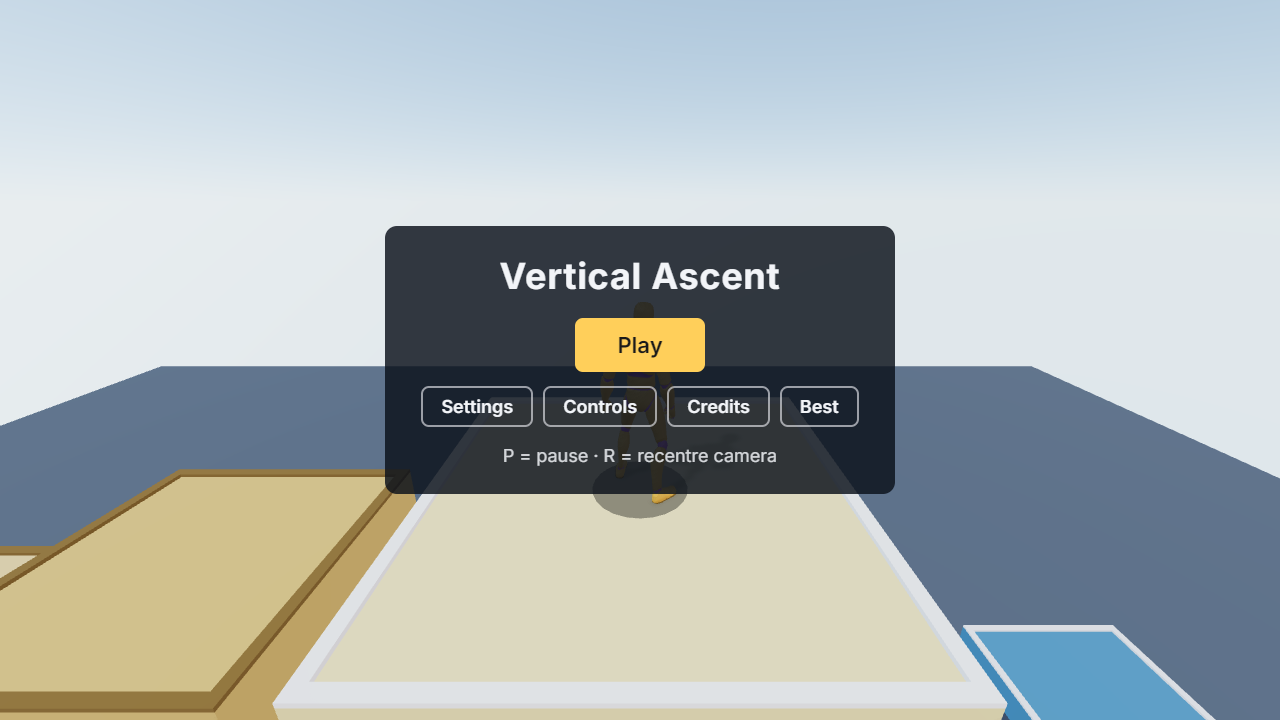 Vertical Ascent
Play
Settings Controls Credits Best
P = pause · R = recentre camera